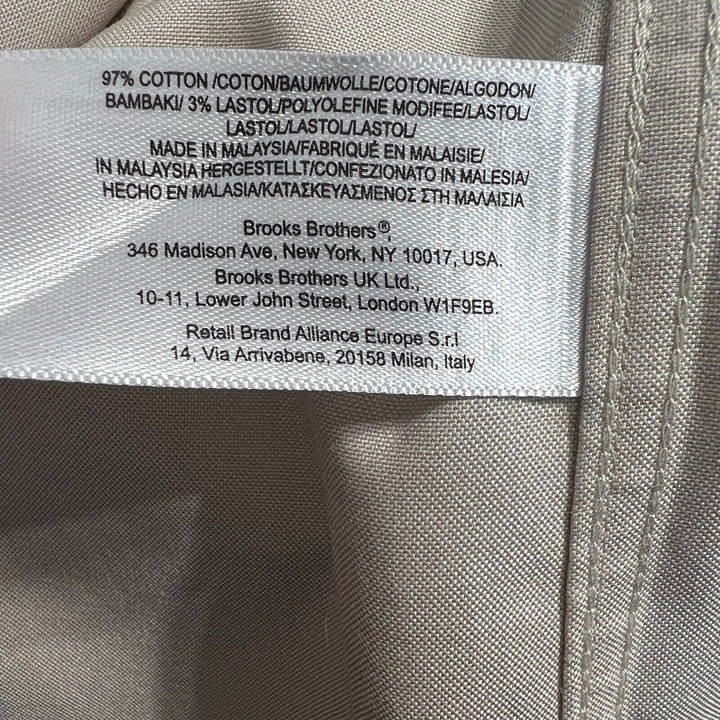 97% COTTON /COTON/BAUMWOLLE/COTONE/ALGODON/
BAMBAKI/ 3% LASTOL/POLYOLEFINE MODIFEE/LASTOL/
LASTOL/LASTOL/LASTOL/
MADE IN MALAYSIA/FABRIQUÉ EN MALAISIE/
IN MALAYSIA HERGESTELLT/CONFEZIONATO IN MALESIA/
HECHO EN MALASIA/ΚΑΤΑΣΚΕΥΑΣΜΕΝΟΣ ΣΤΗ ΜΑΛΑΙΣΙΑ
Brooks Brothers®,
346 Madison Ave, New York, NY 10017, USA.
Brooks Brothers UK Ltd.,
10-11, Lower John Street, London W1F9EB.
Retail Brand Alliance Europe S.r.l
14, Via Arrivabene, 20158 Milan, Italy